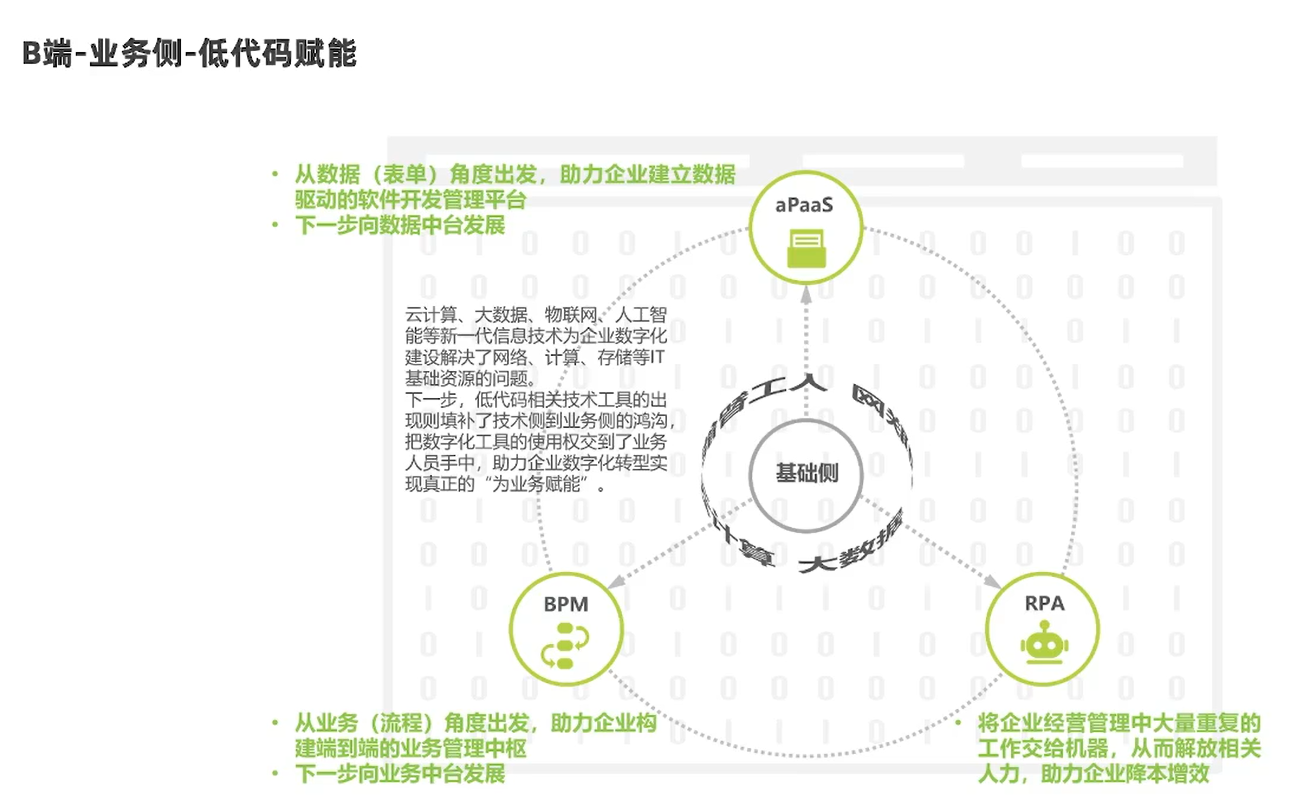 B端-业务侧-低代码赋能
• 从数据（表单）角度出发，助力企业建立数据
驱动的软件开发管理平台
• 下一步向数据中台发展
aPaaS
云计算、大数据、物联网、人工智
能等新一代信息技术为企业数字化
建设解决了网络、计算、存储等IT
基础资源的问题。
下一步，低代码相关技术工具的出
现则填补了技术侧到业务侧的鸿沟，
把数字化工具的使用权交到了业务
人员手中，助力企业数字化转型实
现真正的“为业务赋能”。
基础侧
计算 大数据
BPM
RPA
• 从业务（流程）角度出发，助力企业构
建端到端的业务管理中枢
• 下一步向业务中台发展
• 将企业经营管理中大量重复的
工作交给机器，从而解放相关
人力，助力企业降本增效